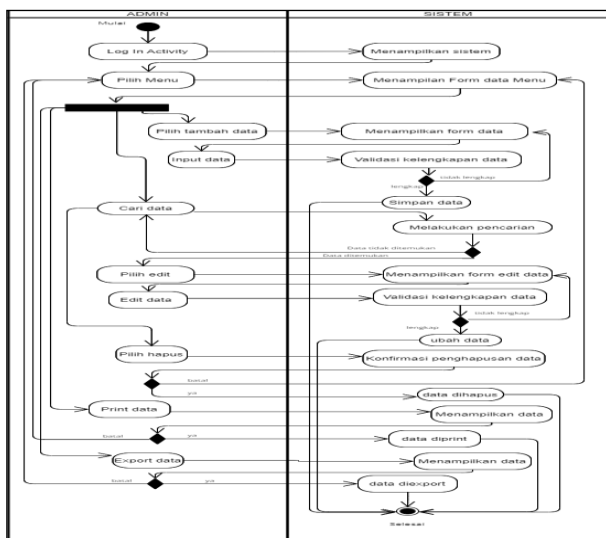 ADMIN
SISTEM
Mulai
Log In Activity
Menampilkan sistem
Pilih Menu
Menampilan Form data Menu
Pilih tambah data
Menampilkan form data
Input data
Validasi kelengkapan data
tidak lengkap
lengkap
Simpan data
Cari data
Melakukan pencarian
Data tidak ditemukan
Data ditemukan
Pilih edit
Menampilkan form edit data
Edit data
Validasi kelengkapan data
tidak lengkap
lengkap
ubah data
Pilih hapus
Konfirmasi penghapusan data
batal
ya
data dihapus
Print data
Menampilkan data
batal
ya
data diprint
Export data
Menampilkan data
batal
ya
data diexport
Selesai